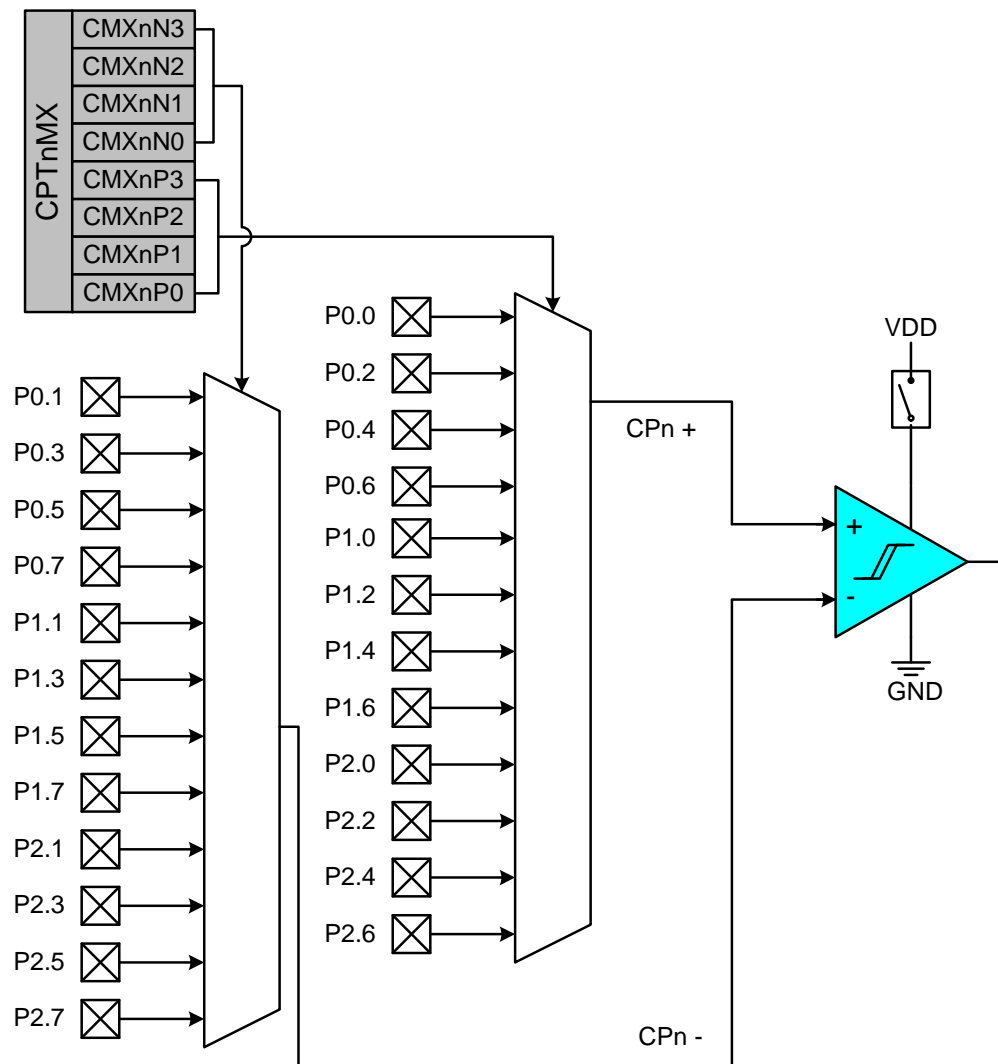 CPTnMX
CMXnN3
CMXnN2
CMXnN1
CMXnN0
CMXnP3
CMXnP2
CMXnP1
CMXnP0
P0.1
P0.3
P0.5
P0.7
P1.1
P1.3
P1.5
P1.7
P2.1
P2.3
P2.5
P2.7
P0.0
P0.2
P0.4
P0.6
P1.0
P1.2
P1.4
P1.6
P2.0
P2.2
P2.4
P2.6
CPn +
CPn -
VDD
+
-
GND